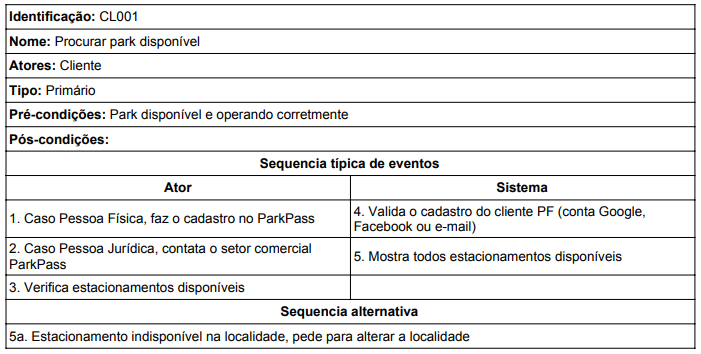 Identificação: CL001
Nome: Procurar park disponível
Atores: Cliente
Tipo: Primário
Pré-condições: Park disponível e operando corretmente
Pós-condições:
Sequencia típica de eventos
Ator
Sistema
1. Caso Pessoa Física, faz o cadastro no ParkPass
4. Valida o cadastro do cliente PF (conta Google,
Facebook ou e-mail)
2. Caso Pessoa Jurídica, contata o setor comercial
ParkPass
5. Mostra todos estacionamentos disponíveis
3. Verifica estacionamentos disponíveis
Sequencia alternativa
5a. Estacionamento indisponível na localidade, pede para alterar a localidade